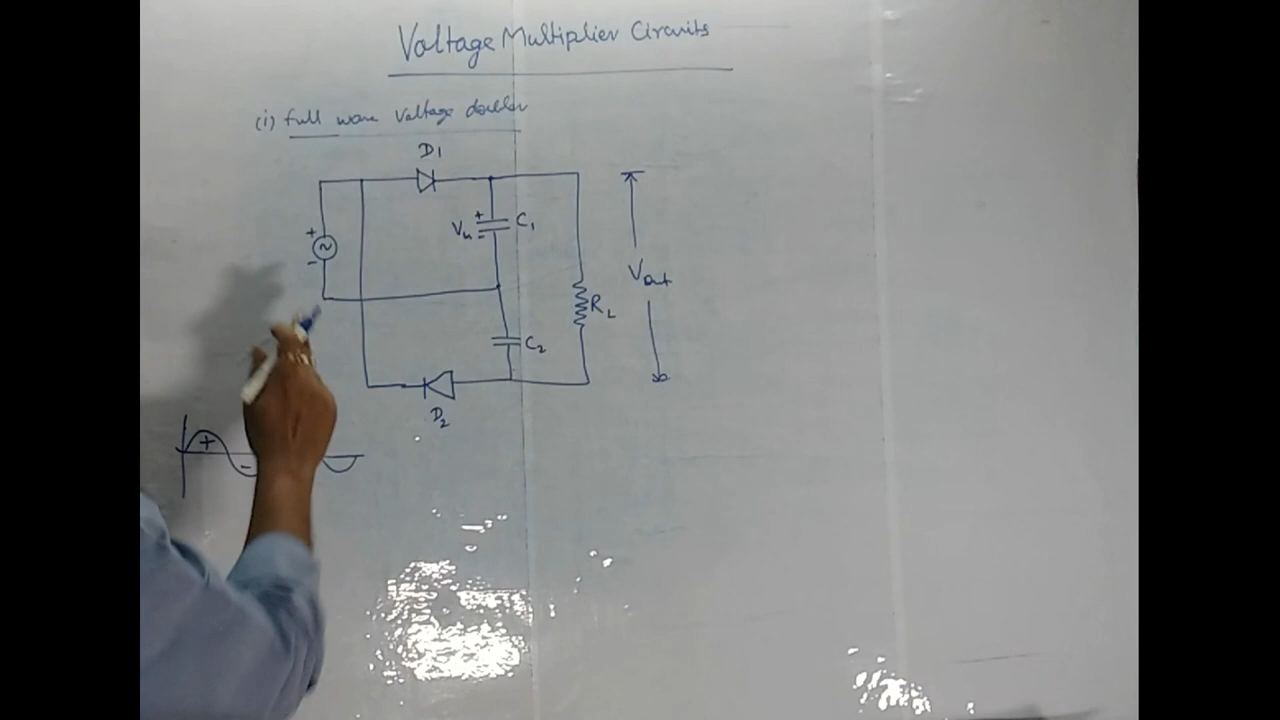 Voltage Multiplier Circuits
(i) full wave Voltage doubler
D1
+
Vm
-
C1
+
~
-
Vout
RL
C2
D2
+
-